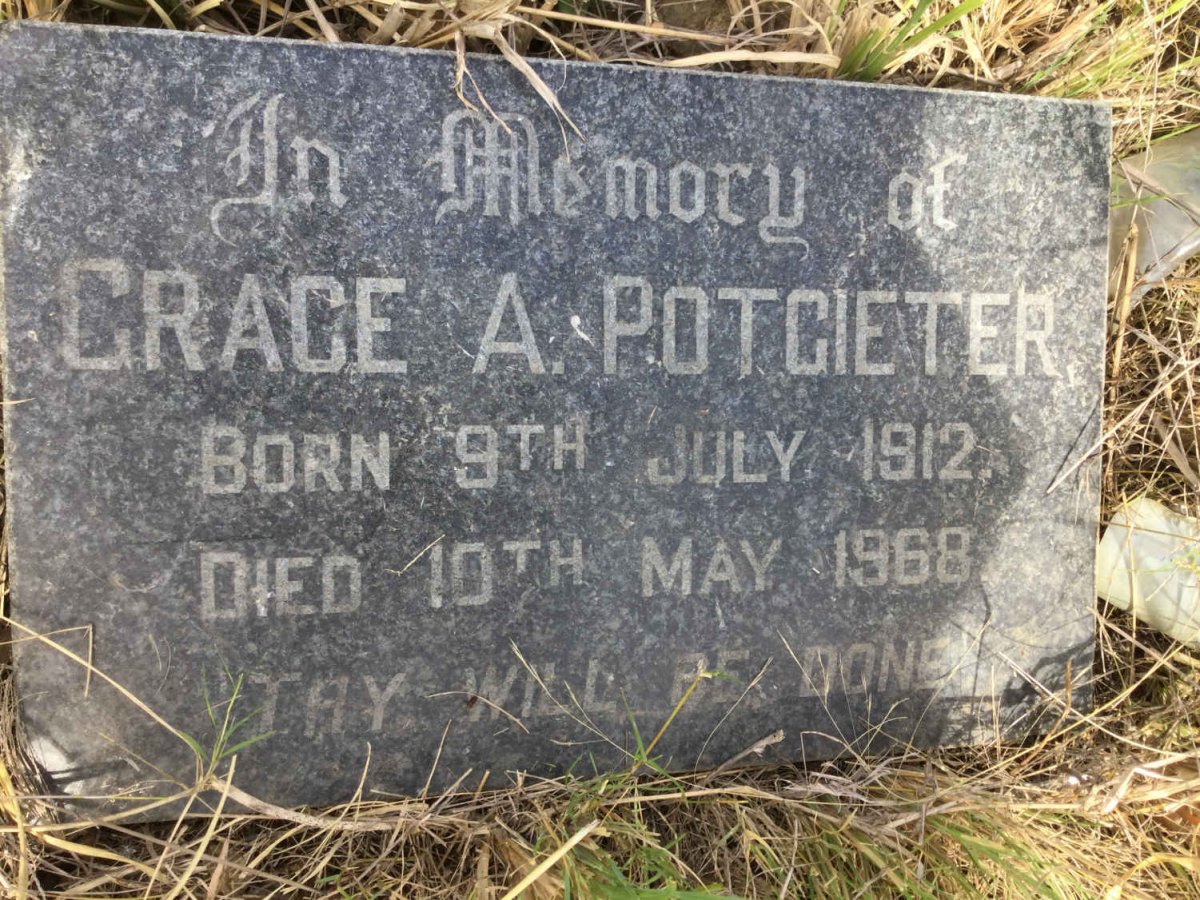 In Memory of
GRACE A. POTGIETER.
BORN 9TH JULY 1912.
DIED 10TH MAY 1968
"THY WILL BE DONE"